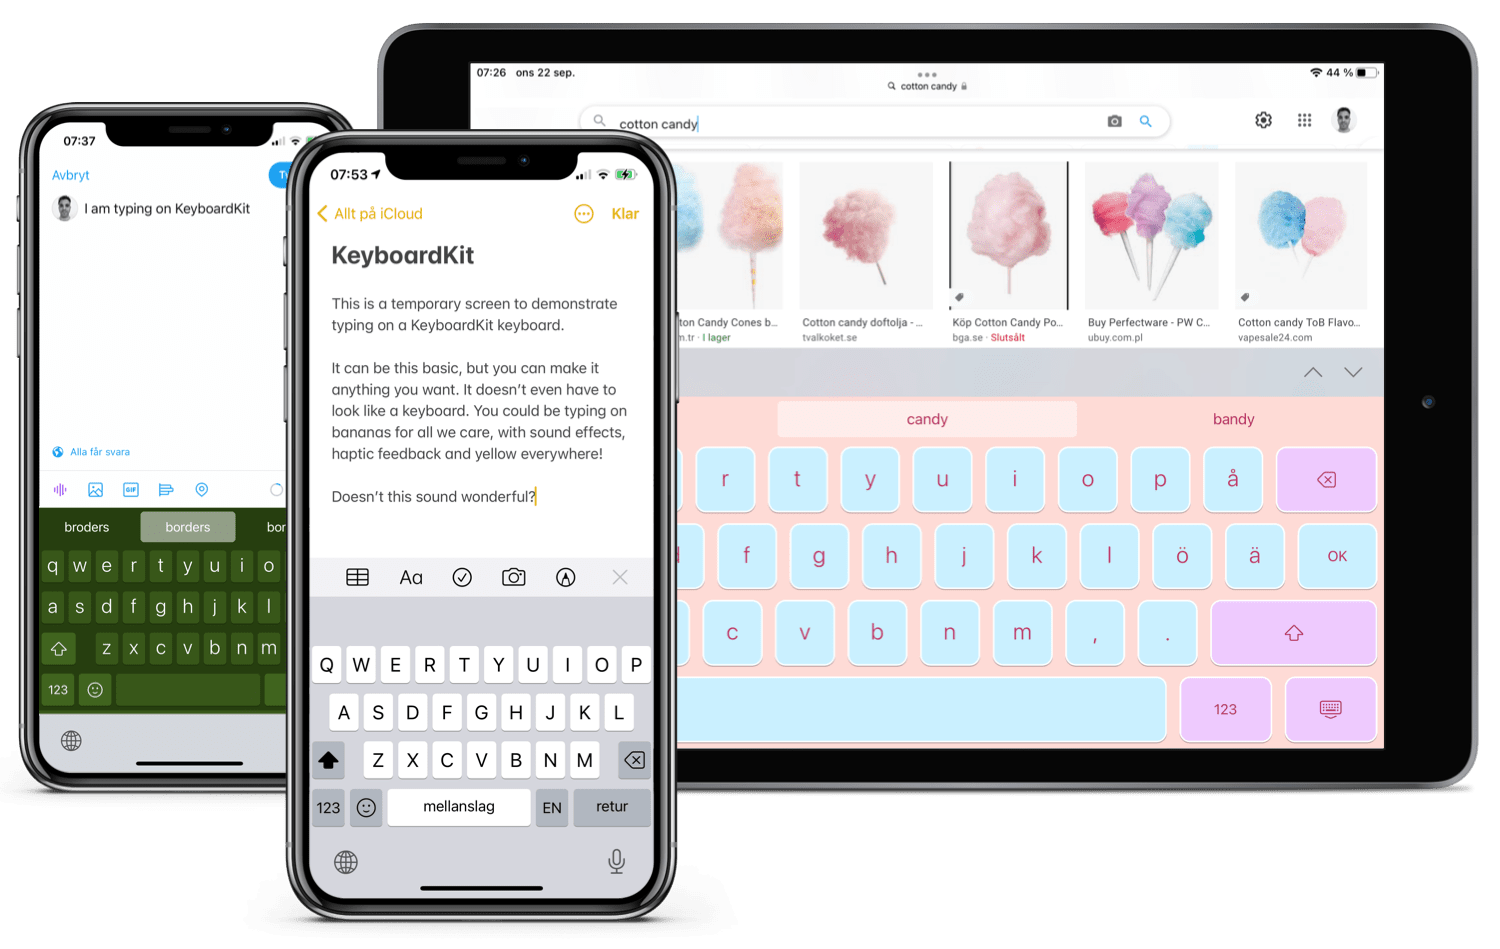 07:37
Avbryt
I am typing on KeyboardKit
Alla får svara
GIF
broders borders
q w e r t y u i o
a s d f g h j k l
z x c v b n m
123
07:53
Allt på iCloud
Klar
KeyboardKit
This is a temporary screen to demonstrate
typing on a KeyboardKit keyboard.
It can be this basic, but you can make it
anything you want. It doesn't even have to
look like a keyboard. You could be typing on
bananas for all we care, with sound effects,
haptic feedback and yellow everywhere!
Doesn't this sound wonderful?
Aa
Q W E R T Y U I O P
A S D F G H J K L
Z X C V B N M
123 mellanslag EN retur
07:26 ons 22 sep.
44 %
cotton candy
cotton candy
Candy Cones b...
I lager
Cotton candy doftolja - ...
tvalkoket.se
Köp Cotton Candy Po...
bga.se · Slutsålt
Buy Perfectware - PW C...
ubuy.com.pl
Cotton candy ToB Flavo...
vapesale24.com
candy bandy
r t y u i o p å
f g h j k l ö ä OK
c v b n m , .
123